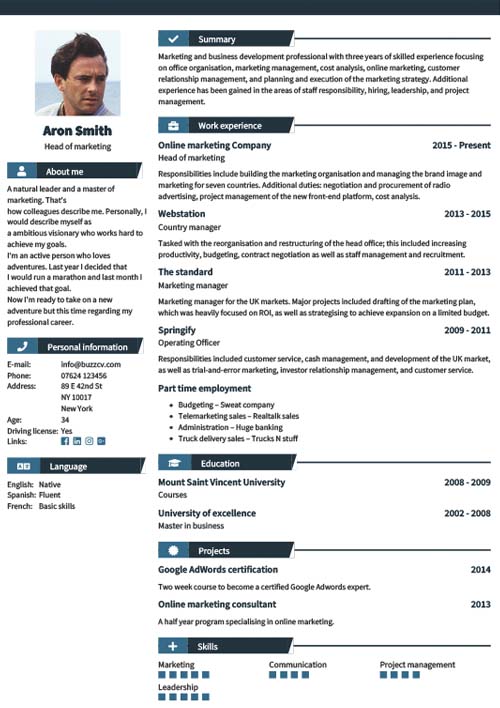 Aron Smith
Head of marketing
About me
A natural leader and a master of
marketing. That's
how colleagues describe me. Personally, I
would describe myself as
a ambitious visionary who works hard to
achieve my goals.
I'm an active person who loves
adventures. Last year I decided that
I would run a marathon and last month I
achieved that goal.
Now I'm ready to take on a new
adventure but this time regarding my
professional career.
Personal information
E-mail: info@buzzcv.com
Phone: 07624 123456
Address: 89 E 42nd St
NY 10017
New York
Age: 34
Driving license: Yes
Links:
Language
English: Native
Spanish: Fluent
French: Basic skills
Summary
Marketing and business development professional with three years of skilled experience focusing
on office organisation, marketing management, cost analysis, online marketing, customer
relationship management, and planning and execution of the marketing strategy. Additional
experience has been gained in the areas of staff responsibility, hiring, leadership, and project
management.
Work experience
Online marketing Company 2015 - Present
Head of marketing
Responsibilities include building the marketing organisation and managing the brand image and
marketing for seven countries. Additional duties: negotiation and procurement of radio
advertising, project management of the new front-end platform, cost analysis.
Webstation 2013 - 2015
Country manager
Tasked with the reorganisation and restructuring of the head office; this included increasing
productivity, budgeting, contract negotiation as well as staff management and recruitment.
The standard 2011 - 2013
Marketing manager
Marketing manager for the UK markets. Major projects included drafting of the marketing plan,
which was heavily focused on ROI, as well as strategising to achieve expansion on a limited budget.
Springify 2009 - 2011
Operating Officer
Responsibilities included customer service, cash management, and development of the UK market,
as well as trial-and-error marketing, investor relationship management, and customer service.
Part time employment
• Budgeting – Sweat company
• Telemarketing sales – Realtalk sales
• Administration – Huge banking
• Truck delivery sales – Trucks N stuff
Education
Mount Saint Vincent University 2008 - 2009
Courses
University of excellence 2002 - 2008
Master in business
Projects
Google AdWords certification 2014
Two week course to become a certified Google Adwords expert.
Online marketing consultant 2013
A half year program specialising in online marketing.
Skills
Marketing Communication Project management
Leadership